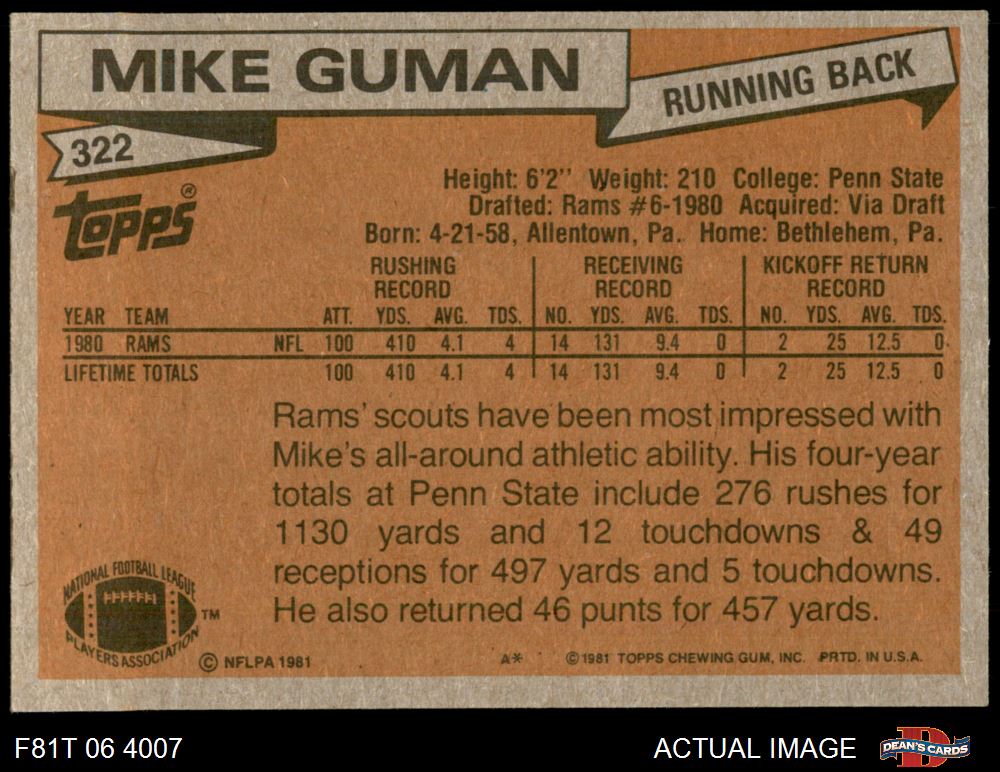 MIKE GUMAN
RUNNING BACK
322
topps®
Height: 6'2'' Weight: 210 College: Penn State
Drafted: Rams #6-1980 Acquired: Via Draft
Born: 4-21-58, Allentown, Pa. Home: Bethlehem, Pa.
RUSHING RECORD RECEIVING RECORD KICKOFF RETURN RECORD
YEAR TEAM ATT. YDS. AVG. TDS. NO. YDS. AVG. TDS. NO. YDS. AVG. TDS.
1980 RAMS NFL 100 410 4.1 4 14 131 9.4 0 2 25 12.5 0
LIFETIME TOTALS 100 410 4.1 4 14 131 9.4 0 2 25 12.5 0
Rams' scouts have been most impressed with
Mike's all-around athletic ability. His four-year
totals at Penn State include 276 rushes for
1130 yards and 12 touchdowns & 49
receptions for 497 yards and 5 touchdowns.
He also returned 46 punts for 457 yards.
NATIONAL FOOTBALL LEAGUE
PLAYERS ASSOCIATION
TM
© NFLPA 1981
A* © 1981 TOPPS CHEWING GUM, INC. PRTD. IN U.S.A.
F81T 06 4007
ACTUAL IMAGE
DEAN'S CARDS